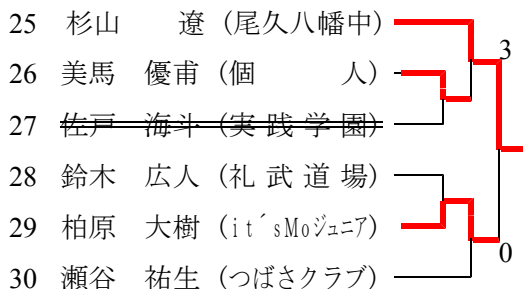 25 杉山 遼 (尾久八幡中)
3
26 美馬 優甫 (個 人)
27 佐戸 海斗 (実践学園)
28 鈴木 広人 (礼武道場)
29 柏原 大樹 (it´sMoジュニア)
0
30 瀬谷 祐生 (つばさクラブ)